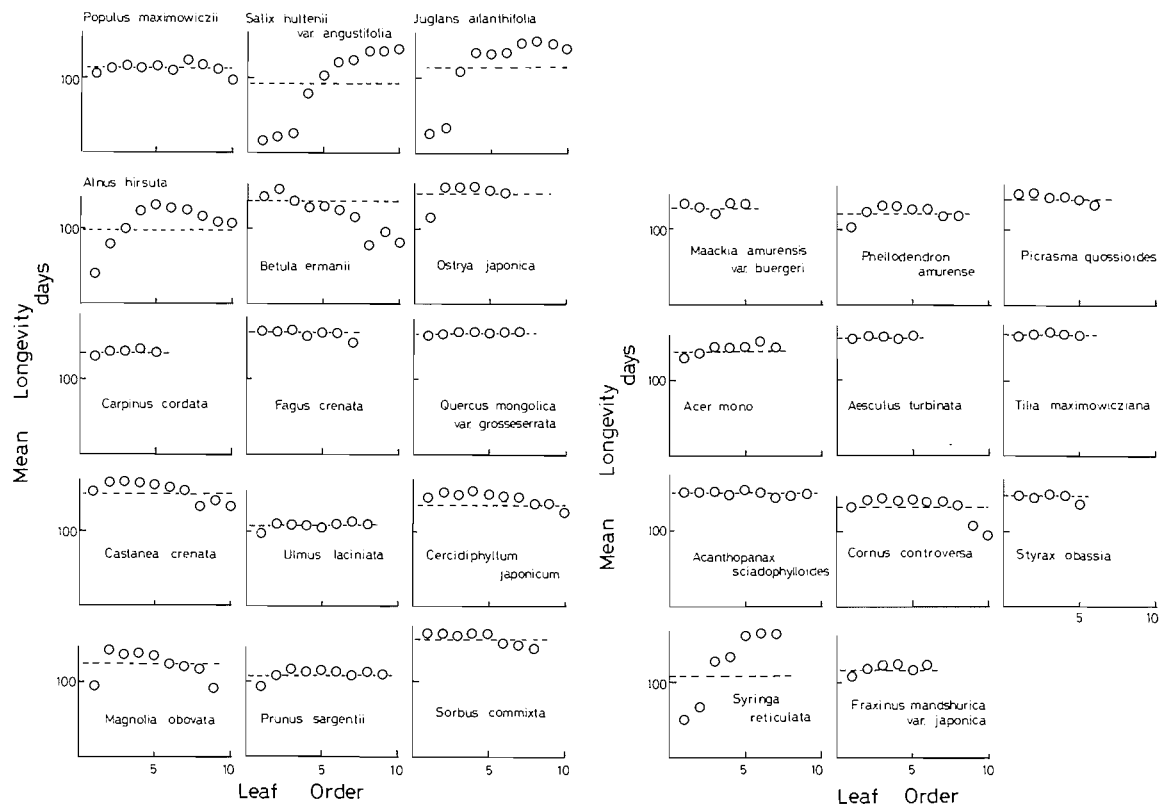 Populus maximowiczii
Salix hultenii
var. angustifolia
Juglans ailanthifolia
100
Alnus hirsuta
100
Betula ermanii
Ostrya japonica
100
Carpinus cordata
Fagus crenata
Quercus mongolica
var. grosseserrata
100
Castanea crenata
Ulmus laciniata
Cercidiphyllum
japonicum
100
Magnolia obovata
Prunus sargentii
Sorbus commixta
5
10
5
10
5
10
Leaf Order
Mean Longevity
days
100
Maackia amurensis
var. buergeri
Phellodendron
amurense
Picrasma quossioides
100
Acer mono
Aesculus turbinata
Tilia maximowicziana
100
Acanthopanax
sciadophylloides
Cornus controversa
Styrax obassia
5
10
100
Syringa
reticulata
Fraxinus mandshurica
var. japonica
5
10
5
10
Leaf Order
Mean Longevity
days